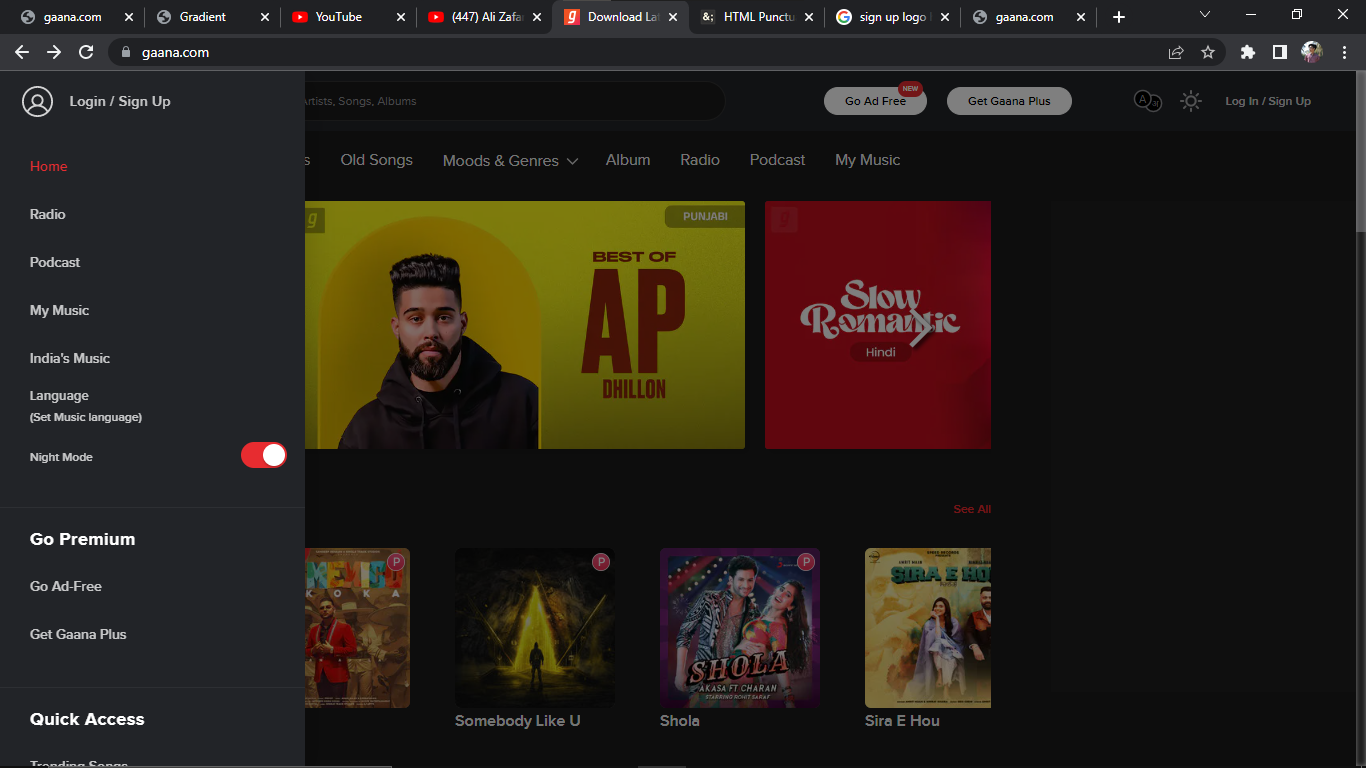 gaana.com
Gradient
YouTube
(447) Ali Zafa
Download La
HTML Punctu
sign up logo
gaana.com
gaana.com
Login / Sign Up
Artists, Songs, Albums
Go Ad Free
NEW
Get Gaana Plus
Log In / Sign Up
Home
Radio
Podcast
My Music
India's Music
Language
(Set Music language)
Night Mode
Go Premium
Go Ad-Free
Get Gaana Plus
Quick Access
Trending Songs
s
Old Songs
Moods & Genres
Album
Radio
Podcast
My Music
PUNJABI
BEST OF
AP
DHILLON
Slow
Romantic
Hindi
See All
P
KOKA
P
P
SHOLA
AKASA FT CHARAN
STARRING ROHIT SARAF
SIRA E HOU
Somebody Like U
Shola
Sira E Hou